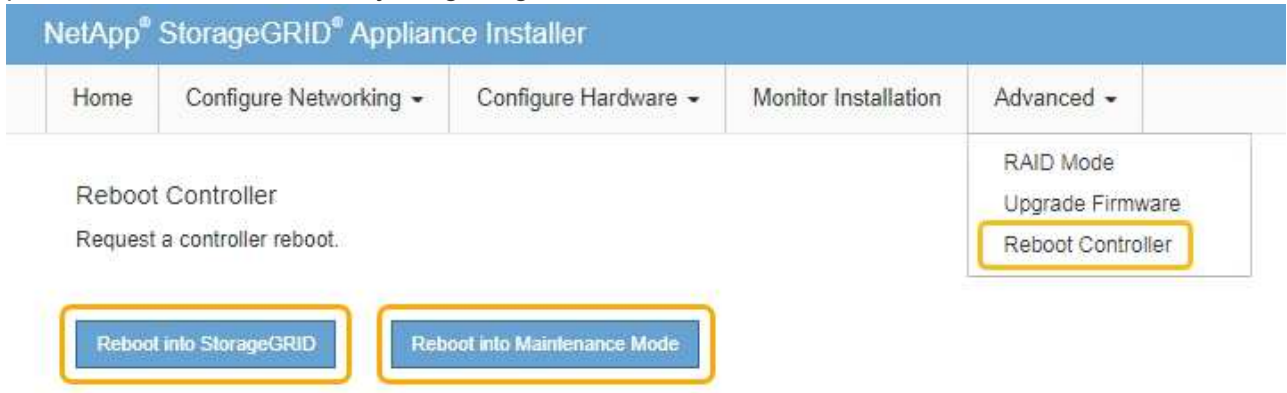 NetApp® StorageGRID® Appliance Installer
Home Configure Networking Configure Hardware Monitor Installation Advanced
RAID Mode
Upgrade Firmware
Reboot Controller
Reboot Controller
Request a controller reboot.
Reboot into StorageGRID Reboot into Maintenance Mode